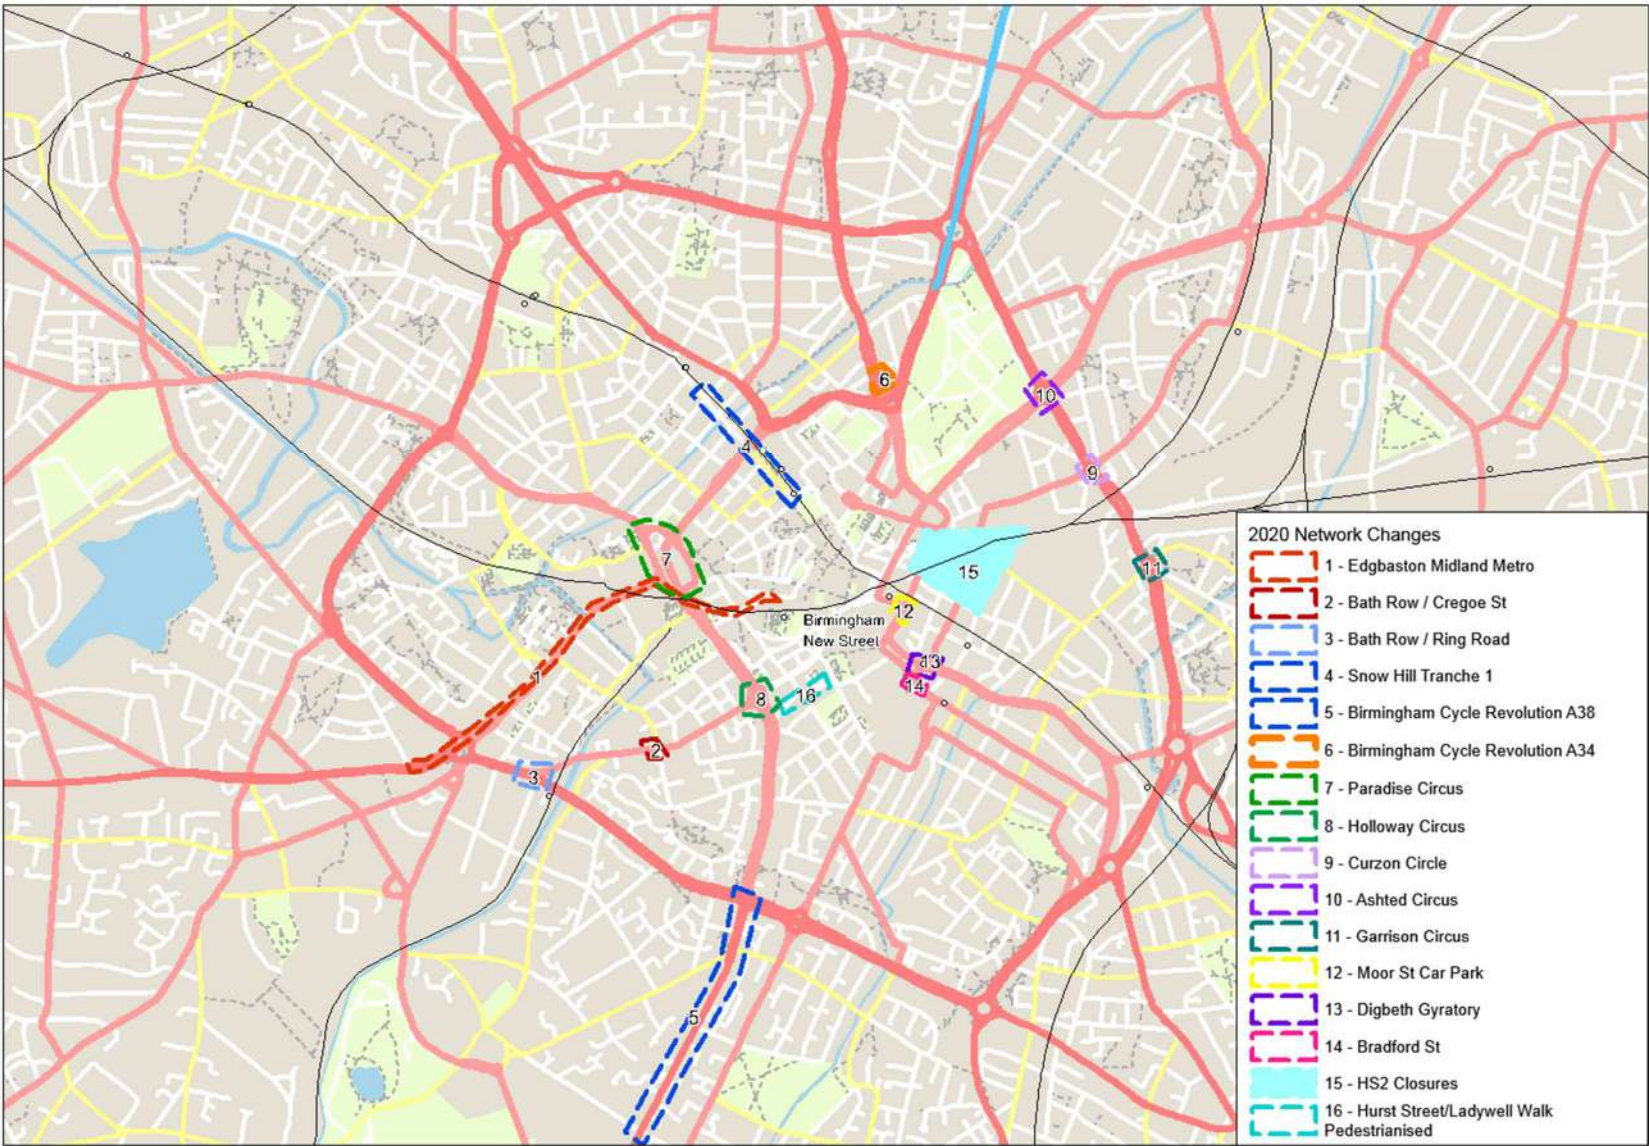 6
10
4
9
7
15
11
12
Birmingham
New Street
13
14
1
8
16
2
3
5
2020 Network Changes
1 - Edgbaston Midland Metro
2 - Bath Row / Cregoe St
3 - Bath Row / Ring Road
4 - Snow Hill Tranche 1
5 - Birmingham Cycle Revolution A38
6 - Birmingham Cycle Revolution A34
7 - Paradise Circus
8 - Holloway Circus
9 - Curzon Circle
10 - Ashted Circus
11 - Garrison Circus
12 - Moor St Car Park
13 - Digbeth Gyratory
14 - Bradford St
15 - HS2 Closures
16 - Hurst Street/Ladywell Walk
Pedestrianised